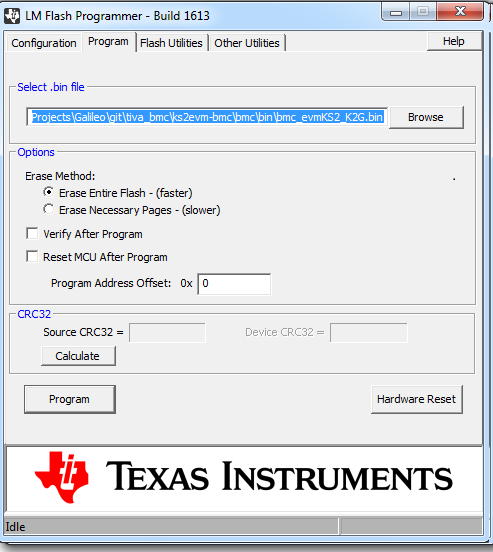 LM Flash Programmer - Build 1613
Configuration Program Flash Utilities Other Utilities Help
Select .bin file
Projects\Galileo\git\tiva_bmc\ks2evm-bmc\bmc\bin\bmc_evmKS2_K2G.bin Browse
Options
Erase Method: .
Erase Entire Flash - (faster)
Erase Necessary Pages - (slower)
Verify After Program
Reset MCU After Program
Program Address Offset: 0x 0
CRC32
Source CRC32 = Device CRC32 =
Calculate
Program Hardware Reset
TEXAS INSTRUMENTS
Idle